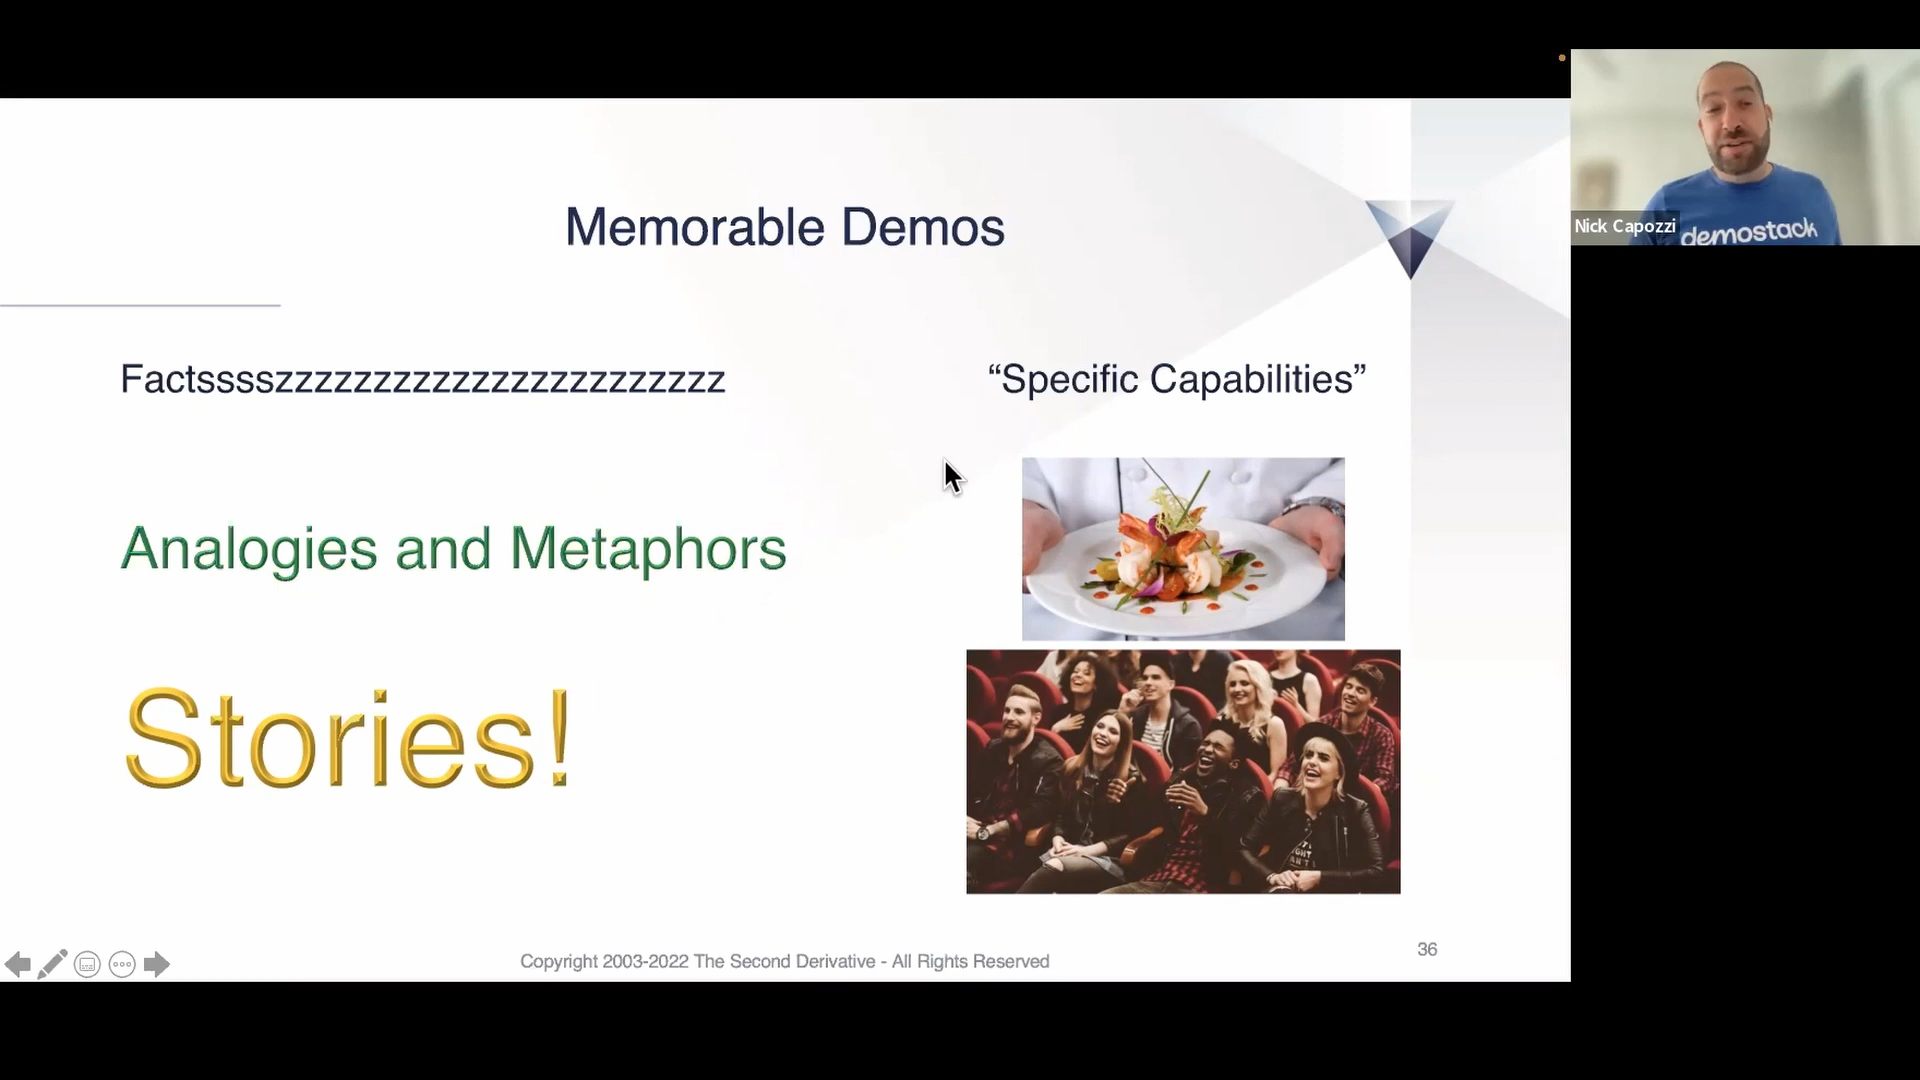 Memorable Demos
Factsssszzzzzzzzzzzzzzzzzzzzzzz
“Specific Capabilities”
Analogies and Metaphors
Stories!
Copyright 2003-2022 The Second Derivative - All Rights Reserved
36
Nick Capozzi
demostack